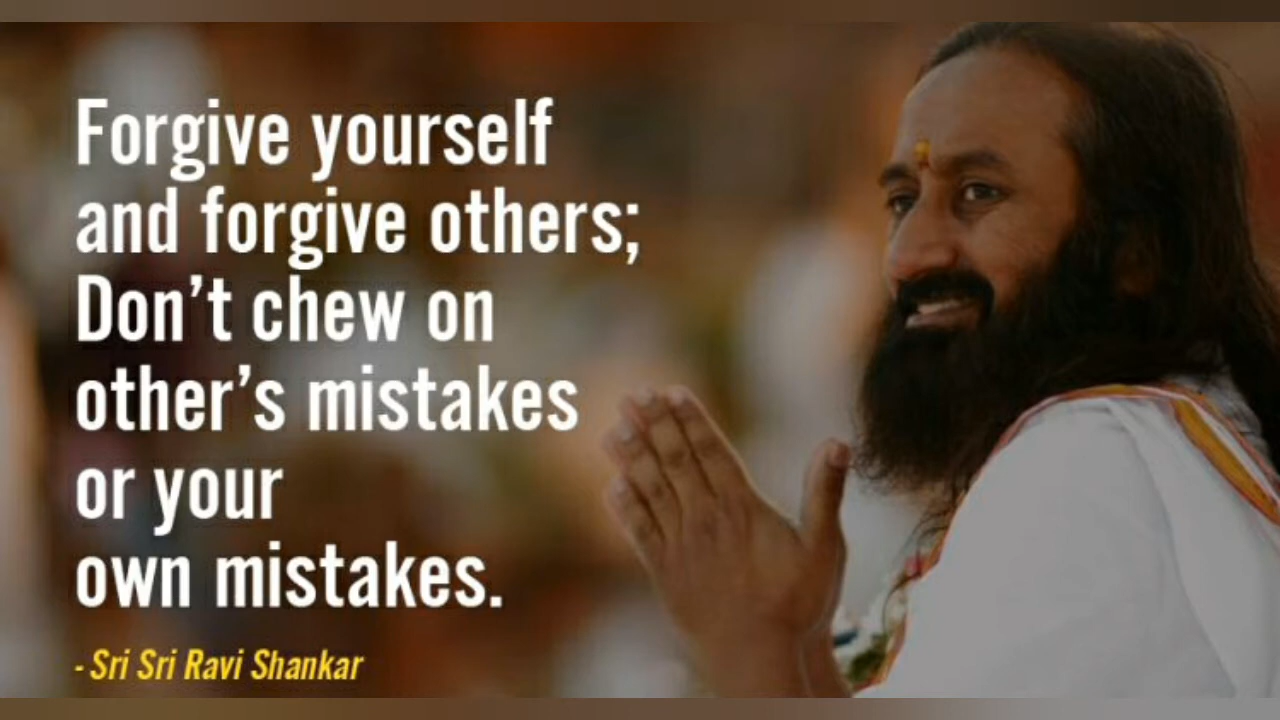 Forgive yourself
and forgive others;
Don’t chew on
other’s mistakes
or your
own mistakes.
- Sri Sri Ravi Shankar